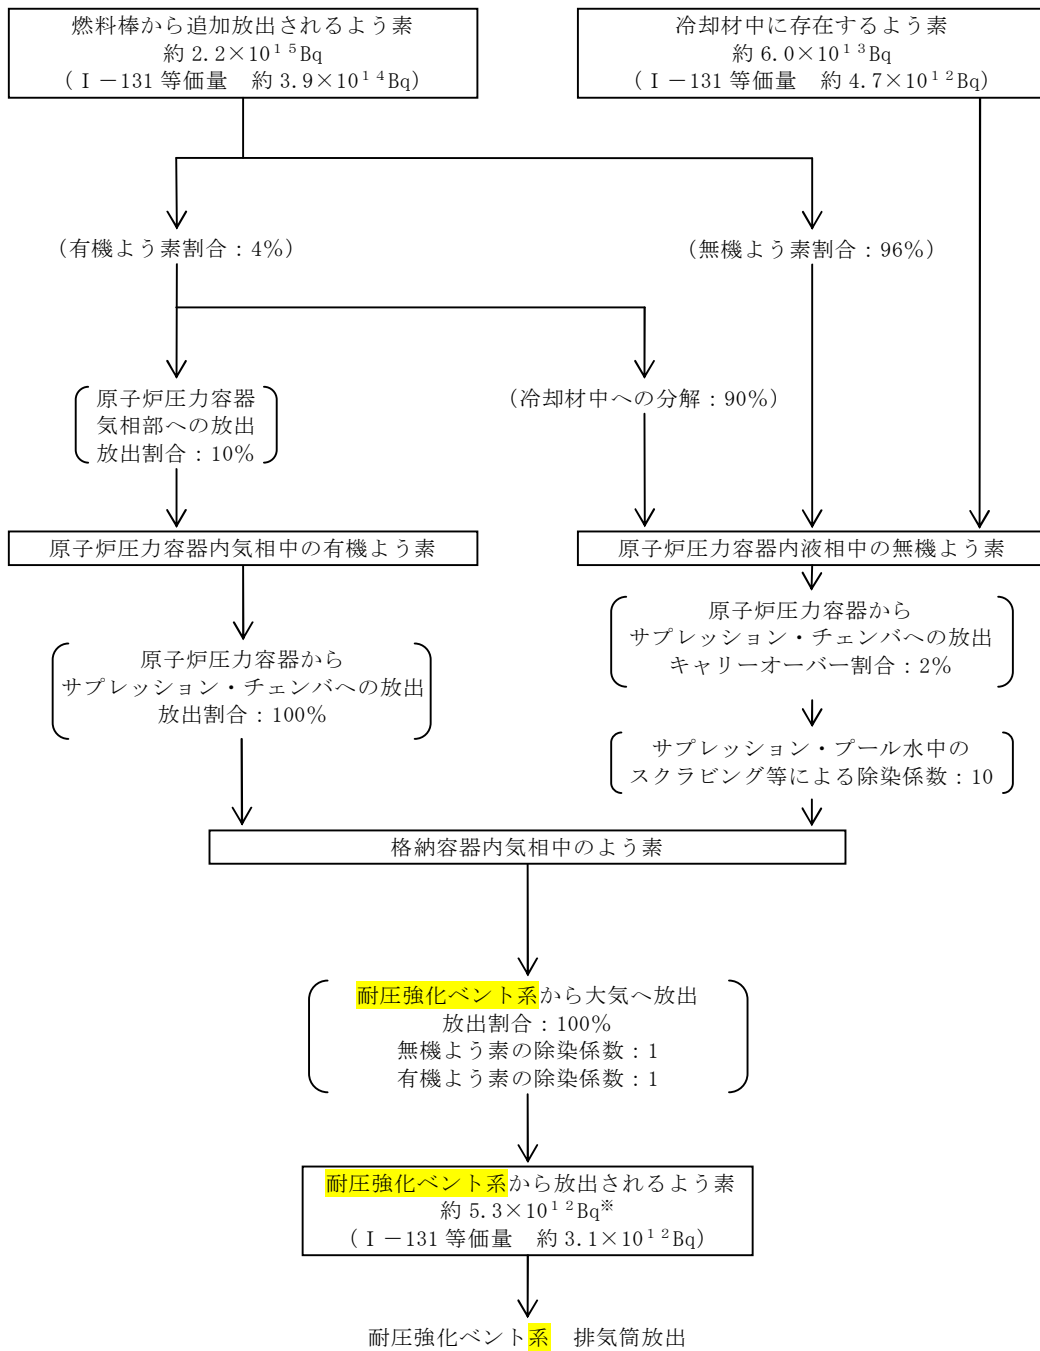 燃料棒から追加放出されるよう素
約 2.2×10¹⁵Bq
(Ⅰ－131 等価量　約 3.9×10¹⁴Bq)
冷却材中に存在するよう素
約 6.0×10¹³Bq
(Ⅰ－131 等価量　約 4.7×10¹²Bq)
(有機よう素割合：4%)
(無機よう素割合：96%)
原子炉圧力容器
気相部への放出
放出割合：10%
(冷却材中への分解：90%)
原子炉圧力容器内気相中の有機よう素
原子炉圧力容器内液相中の無機よう素
原子炉圧力容器から
サプレッション・チェンバへの放出
放出割合：100%
原子炉圧力容器から
サプレッション・チェンバへの放出
キャリーオーバー割合：2%
サプレッション・プール水中の
スクラビング等による除染係数：10
格納容器内気相中のよう素
耐圧強化ベント系から大気へ放出
放出割合：100%
無機よう素の除染係数：1
有機よう素の除染係数：1
耐圧強化ベント系から放出されるよう素
約 5.3×10¹²Bq※
(Ⅰ－131 等価量　約 3.1×10¹²Bq)
耐圧強化ベント系　排気筒放出